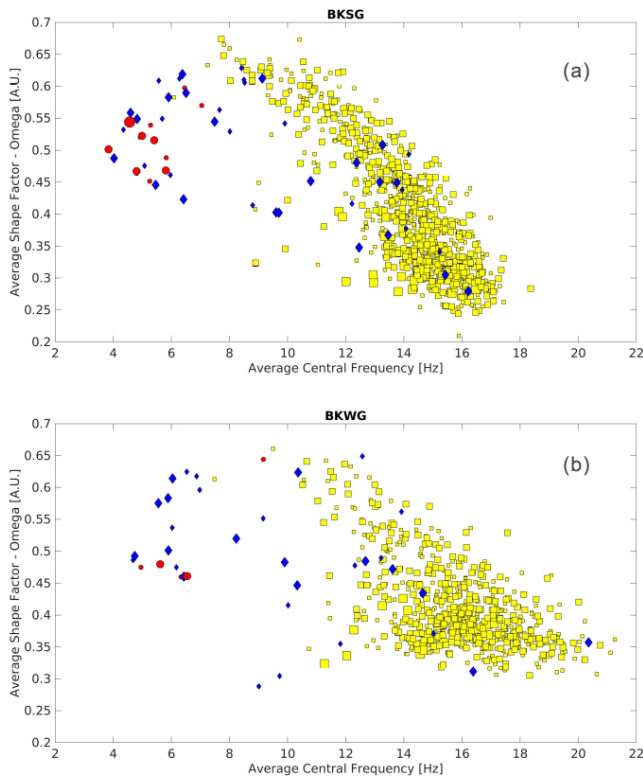 BKSG
0.7
0.65
0.6
0.55
0.5
0.45
0.4
0.35
0.3
0.25
0.2
Average Shape Factor - Omega [A.U.]
(a)
2 4 6 8 10 12 14 16 18 20 22
Average Central Frequency [Hz]
BKWG
0.7
0.65
0.6
0.55
0.5
0.45
0.4
0.35
0.3
0.25
0.2
Average Shape Factor - Omega [A.U.]
(b)
2 4 6 8 10 12 14 16 18 20 22
Average Central Frequency [Hz]